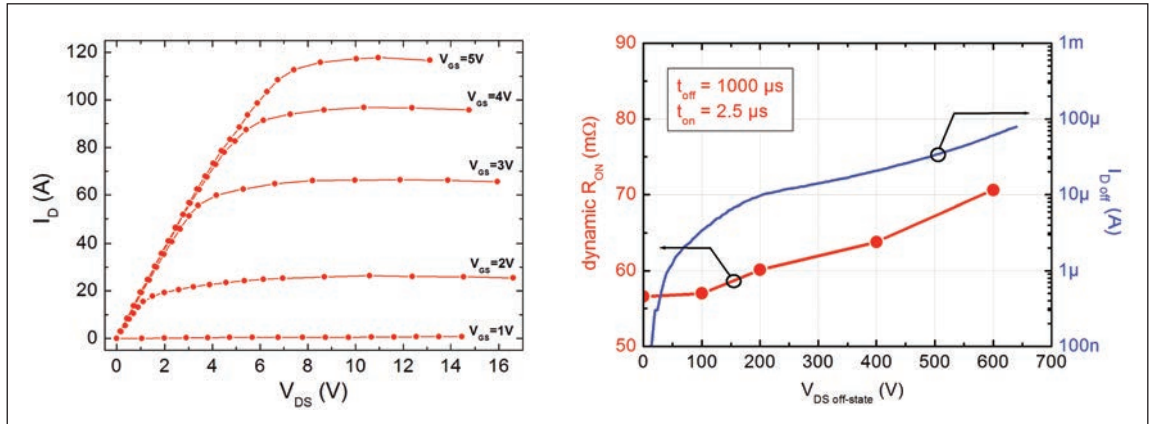 120
100
80
60
40
20
0
I_D (A)
V_GS=5V
V_GS=4V
V_GS=3V
V_GS=2V
V_GS=1V
0 2 4 6 8 10 12 14 16
V_DS (V)
90
80
70
60
50
dynamic R_ON (mΩ)
t_off = 1000 µs
t_on = 2.5 µs
1m
100µ
10µ
1µ
100n
I_D off (A)
0 100 200 300 400 500 600 700
V_DS off-state (V)